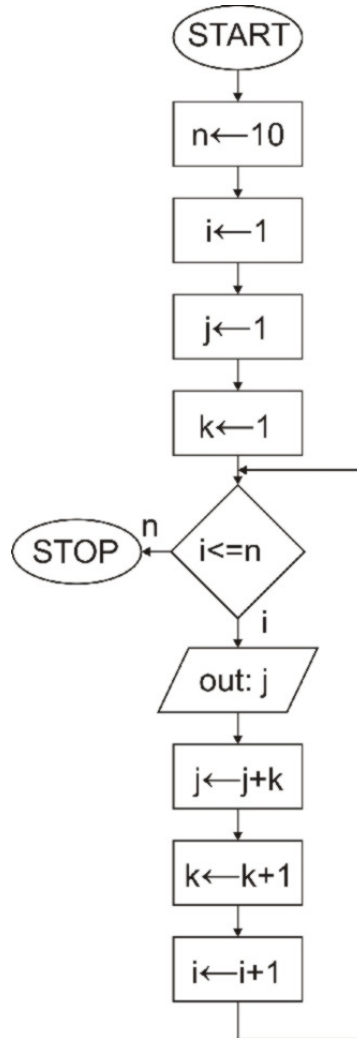 START
n←10
i←1
j←1
k←1
i<=n
n
STOP
i
out: j
j←j+k
k←k+1
i←i+1